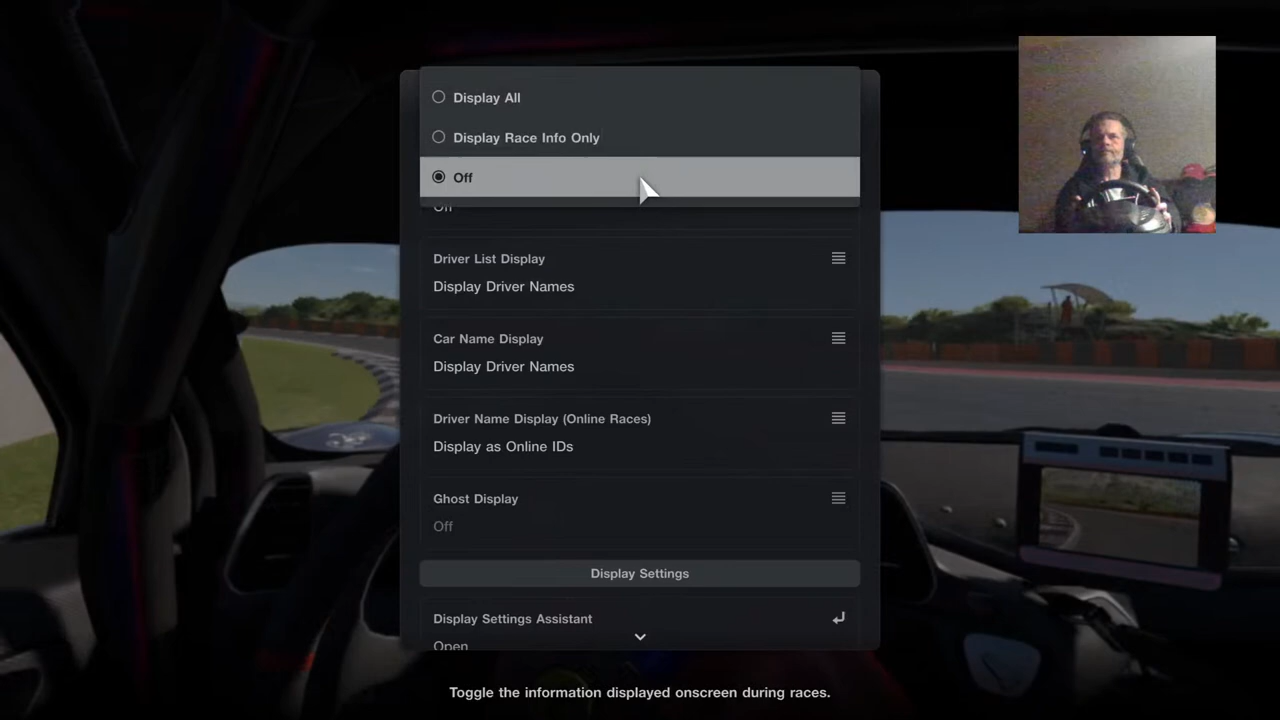 Display All
Display Race Info Only
Off
Off
Driver List Display
Display Driver Names
Car Name Display
Display Driver Names
Driver Name Display (Online Races)
Display as Online IDs
Ghost Display
Off
Display Settings
Display Settings Assistant
Open
Toggle the information displayed onscreen during races.